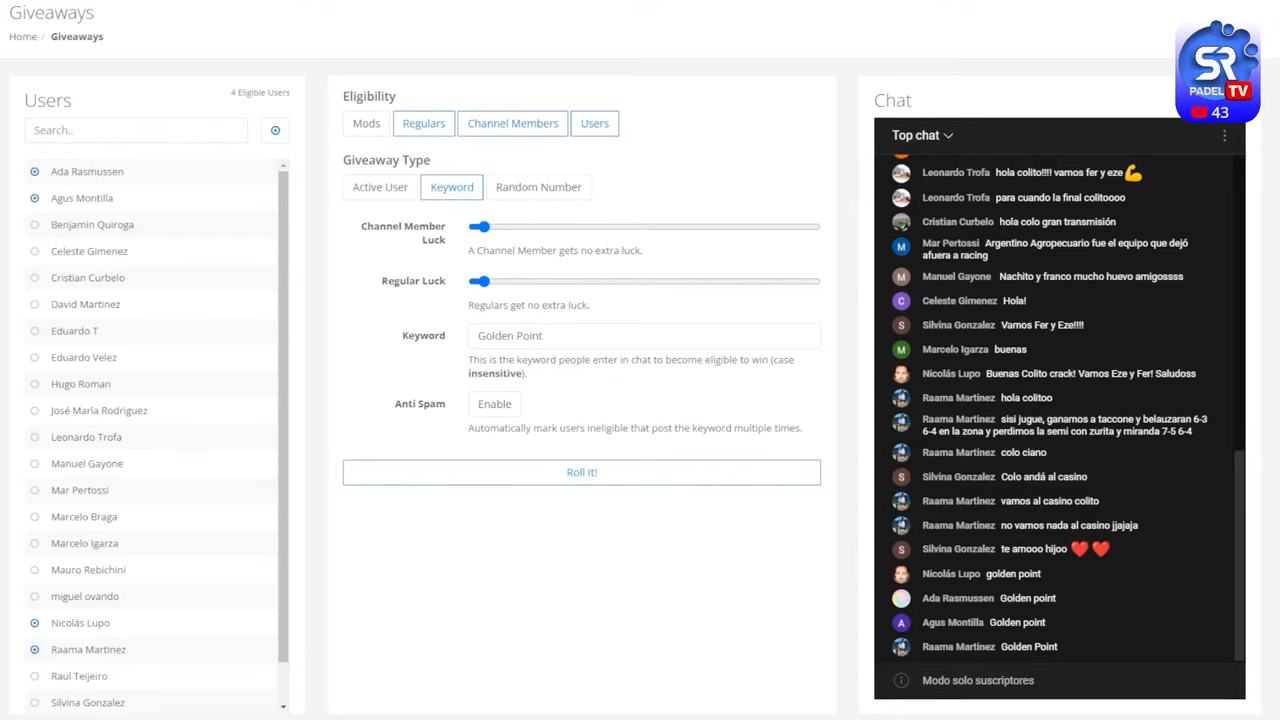 Giveaways
Home / Giveaways
SR
PADEL TV
43
Users
4 Eligible Users
Search..
Ada Rasmussen
Agus Montilla
Benjamin Quiroga
Celeste Gimenez
Cristian Curbelo
David Martinez
Eduardo T
Eduardo Velez
Hugo Roman
José María Rodriguez
Leonardo Trofa
Manuel Gayone
Mar Pertossi
Marcelo Braga
Marcelo Igarza
Mauro Rebichini
miguel ovando
Nicolás Lupo
Raama Martinez
Raul Teijeiro
Silvina Gonzalez
Eligibility
Mods
Regulars
Channel Members
Users
Giveaway Type
Active User
Keyword
Random Number
Channel Member
Luck
A Channel Member gets no extra luck.
Regular Luck
Regulars get no extra luck.
Keyword
Golden Point
This is the keyword people enter in chat to become eligible to win (case
insensitive).
Anti Spam
Enable
Automatically mark users ineligible that post the keyword multiple times.
Roll It!
Chat
Top chat
Leonardo Trofa hola colito!!!! vamos fer y eze 💪
Leonardo Trofa para cuando la final colitoooo
Cristian Curbelo hola colo gran transmisión
M Mar Pertossi Argentino Agropecuario fue el equipo que dejó
afuera a racing
M Manuel Gayone Nachito y franco mucho huevo amigossss
C Celeste Gimenez Hola!
S Silvina Gonzalez Vamos Fer y Eze!!!!
M Marcelo Igarza buenas
Nicolás Lupo Buenas Colito crack! Vamos Eze y Fer! Saludoss
Raama Martinez hola colitoo
Raama Martinez sisi jugue, ganamos a taccone y belauzaran 6-3
6-4 en la zona y perdimos la semi con zurita y miranda 7-5 6-4
Raama Martinez colo ciano
S Silvina Gonzalez Colo andá al casino
Raama Martinez vamos al casino colito
Raama Martinez no vamos nada al casino jjajaja
S Silvina Gonzalez te amooo hijoo ❤️ ❤️
Nicolás Lupo golden point
Ada Rasmussen Golden point
A Agus Montilla Golden point
Raama Martinez Golden Point
Modo solo suscriptores